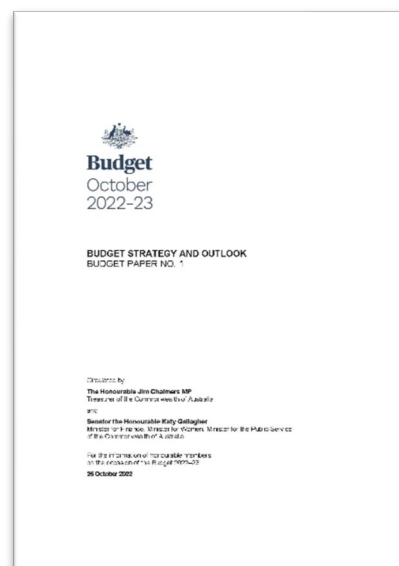 Budget
October
2022-23
BUDGET STRATEGY AND OUTLOOK
BUDGET PAPER NO. 1
Circulated by
The Honourable Jim Chalmers MP
Treasurer of the Commonwealth of Australia
and
Senator the Honourable Katy Gallagher
Minister for Finance, Minister for Women, Minister for the Public Service
of the Commonwealth of Australia
For the information of honourable members
on the occasion of the Budget 2022–23
25 October 2022